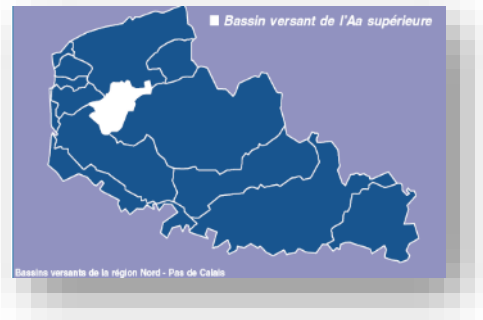 Bassin versant de l'Aa supérieure
Bassins versants de la région Nord - Pas de Calais